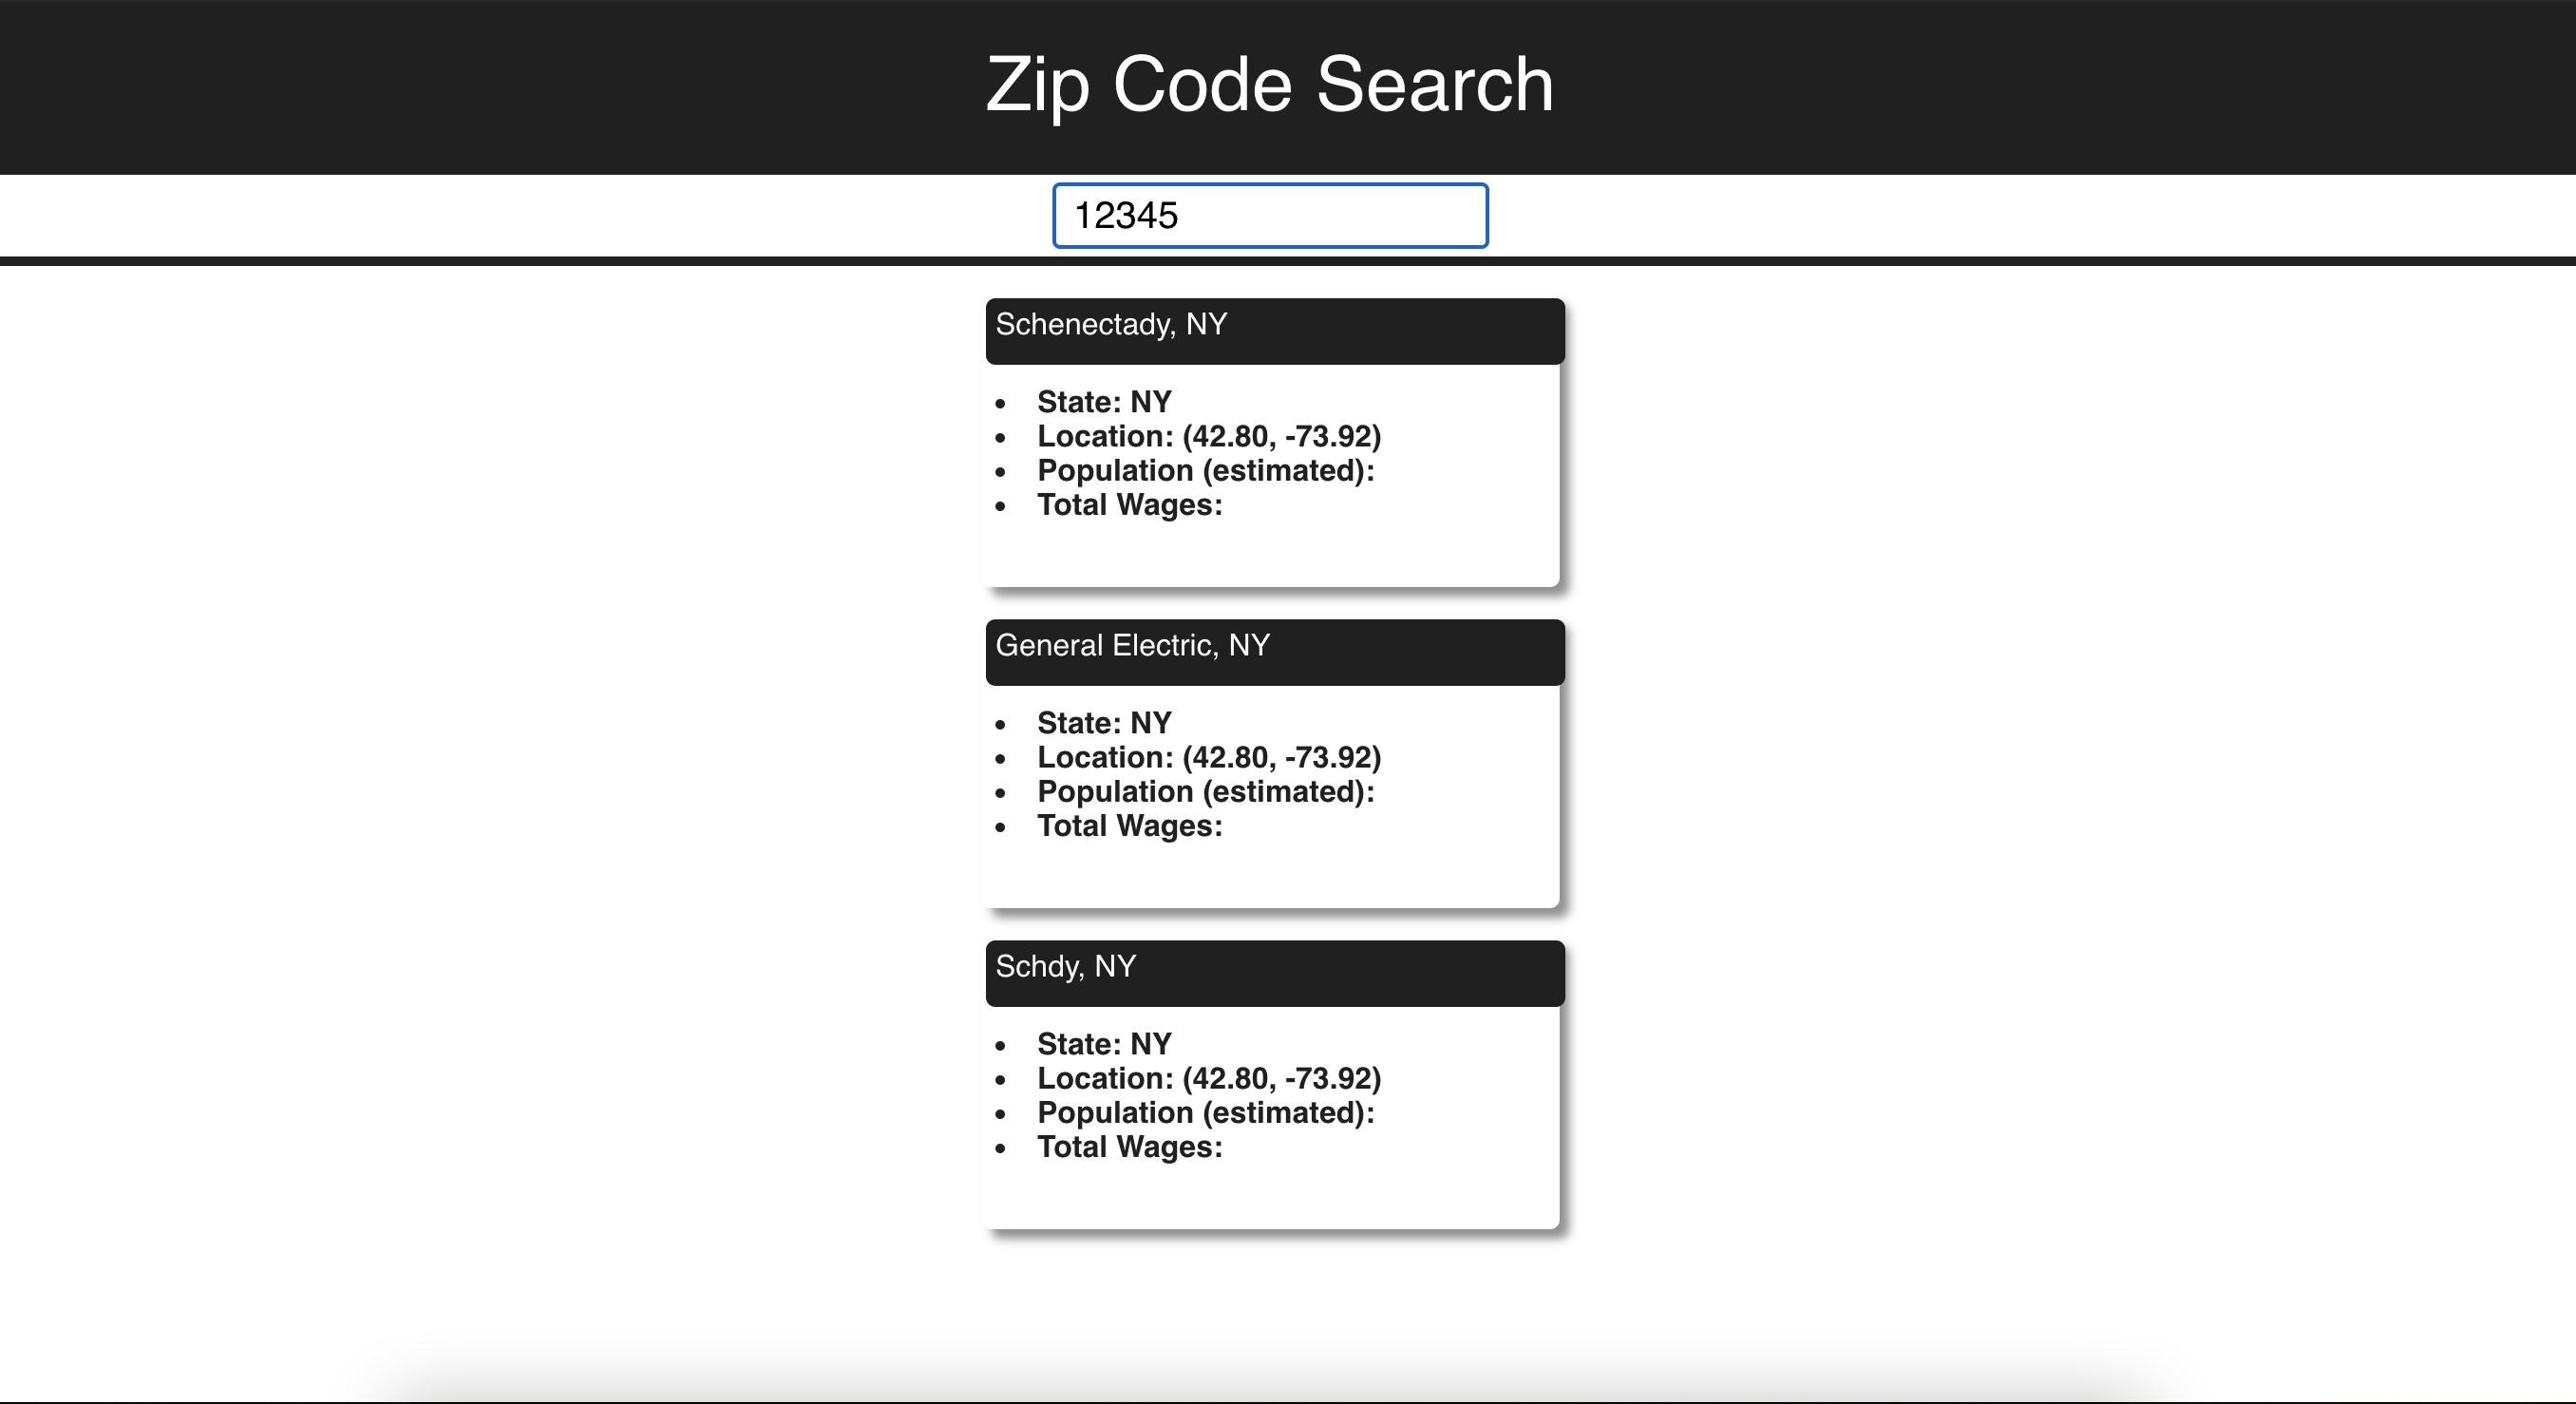 Zip Code Search
12345
Schenectady, NY
• State: NY
• Location: (42.80, -73.92)
• Population (estimated):
• Total Wages:
General Electric, NY
• State: NY
• Location: (42.80, -73.92)
• Population (estimated):
• Total Wages:
Schdy, NY
• State: NY
• Location: (42.80, -73.92)
• Population (estimated):
• Total Wages: